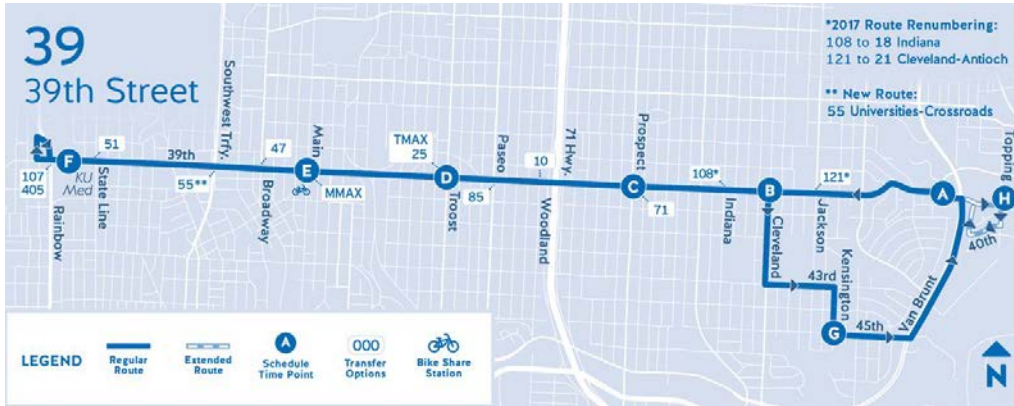 39
39th Street
*2017 Route Renumbering:
108 to 18 Indiana
121 to 21 Cleveland-Antioch
** New Route:
55 Universities-Crossroads
Southwest Trfy.
39th
51
F
KU
Med
107
405
Rainbow
State Line
55**
47
Broadway
Main
E
MMAX
TMAX
25
D
Troost
Paseo
85
10
Woodland
71 Hwy.
Prospect
C
71
108*
Indiana
B
Cleveland
121*
Jackson
43rd
Kensington
G
45th
Van Brunt
A
Topping
H
40th
LEGEND
Regular
Route
Extended
Route
A
Schedule
Time Point
000
Transfer
Options
Bike Share
Station
N